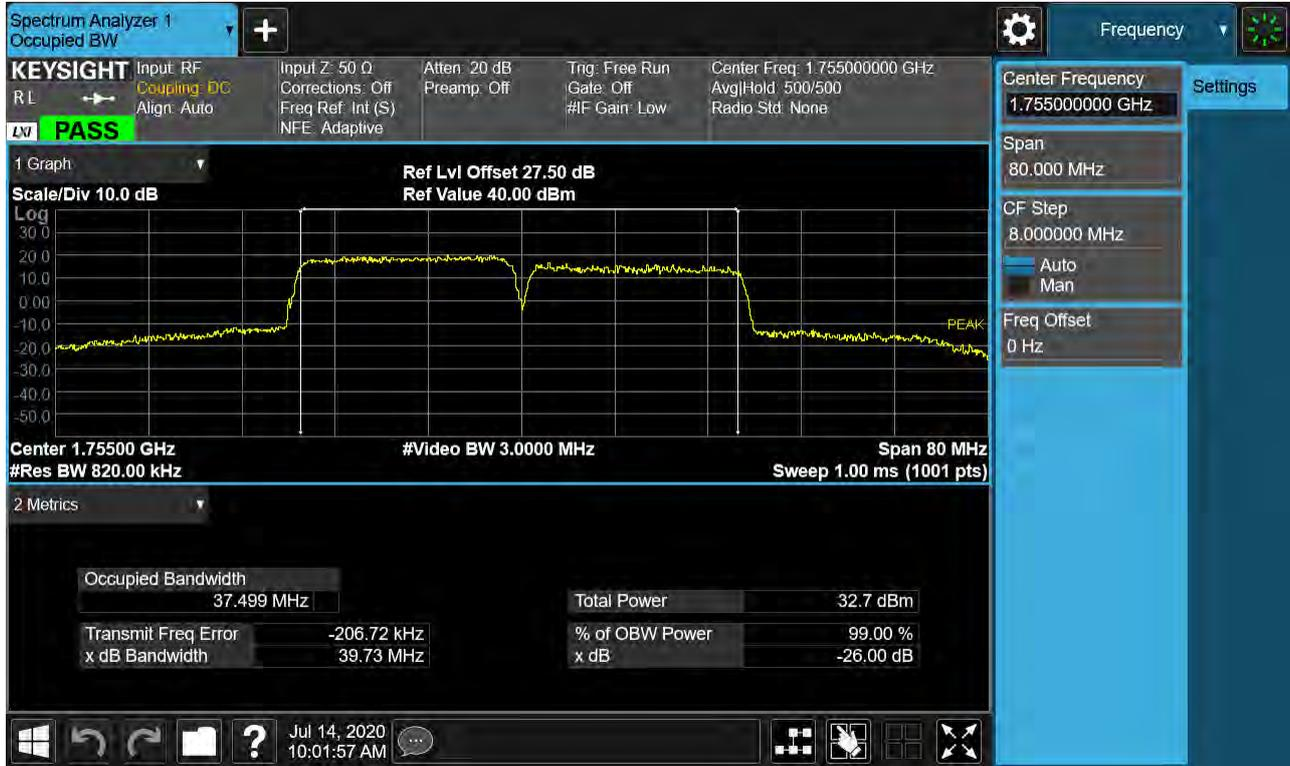 Spectrum Analyzer 1
Occupied BW
Frequency
KEYSIGHT
RL
LXI
PASS
Input: RF
Coupling: DC
Align: Auto
Input Z: 50 Ω
Corrections: Off
Freq Ref: Int (S)
NFE: Adaptive
Atten: 20 dB
Preamp: Off
Trig: Free Run
Gate: Off
#IF Gain: Low
Center Freq: 1.755000000 GHz
Avg|Hold: 500/500
Radio Std: None
Center Frequency
1.755000000 GHz
Settings
Span
80.000 MHz
CF Step
8.000000 MHz
Auto
Man
Freq Offset
0 Hz
1 Graph
Scale/Div 10.0 dB
Ref Lvl Offset 27.50 dB
Ref Value 40.00 dBm
Log
30.0
20.0
10.0
0.00
-10.0
-20.0
-30.0
-40.0
-50.0
PEAK
Center 1.75500 GHz
#Video BW 3.0000 MHz
Span 80 MHz
#Res BW 820.00 kHz
Sweep 1.00 ms (1001 pts)
2 Metrics
Occupied Bandwidth
37.499 MHz
Total Power 32.7 dBm
Transmit Freq Error -206.72 kHz
% of OBW Power 99.00 %
x dB Bandwidth 39.73 MHz
x dB -26.00 dB
Jul 14, 2020
10:01:57 AM